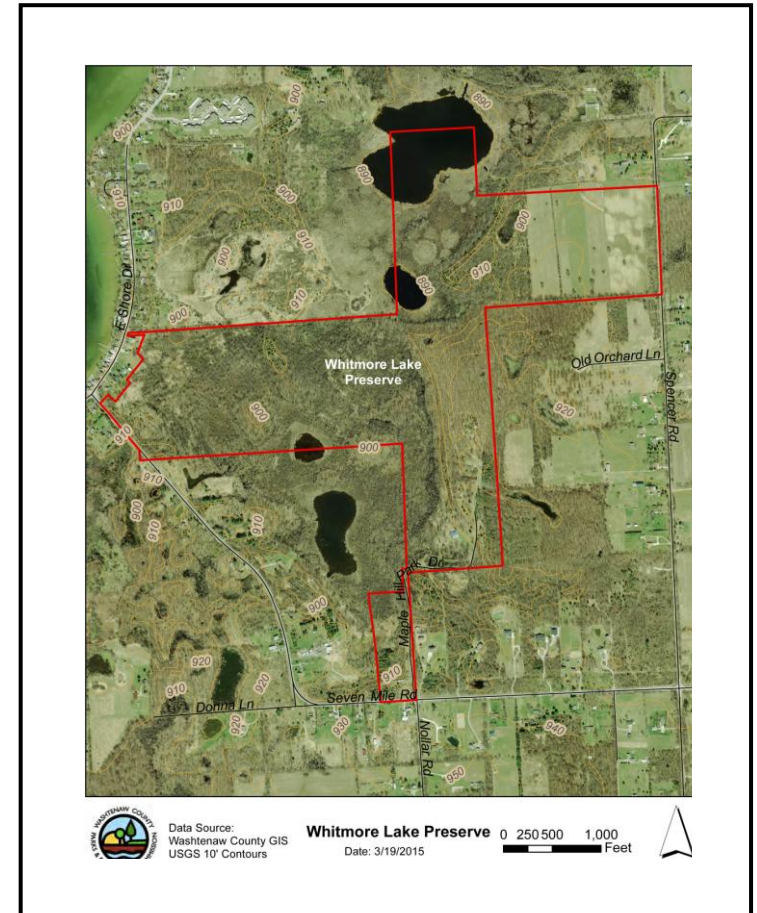 900
900
890
890
910
910
900
900
910
890
910
900
E Shore Dr
Whitmore Lake
Preserve
Old Orchard Ln
920
Spencer Rd
900
910
900
910
900
910
Maple Hill Park Dr
900
910
920
910
920
Donna Ln
Seven Mile Rd
920
930
940
Nollar Rd
950
WASHTENAW COUNTY
Data Source:
Washtenaw County GIS
USGS 10' Contours
Whitmore Lake Preserve
Date: 3/19/2015
0 250 500 1,000
Feet